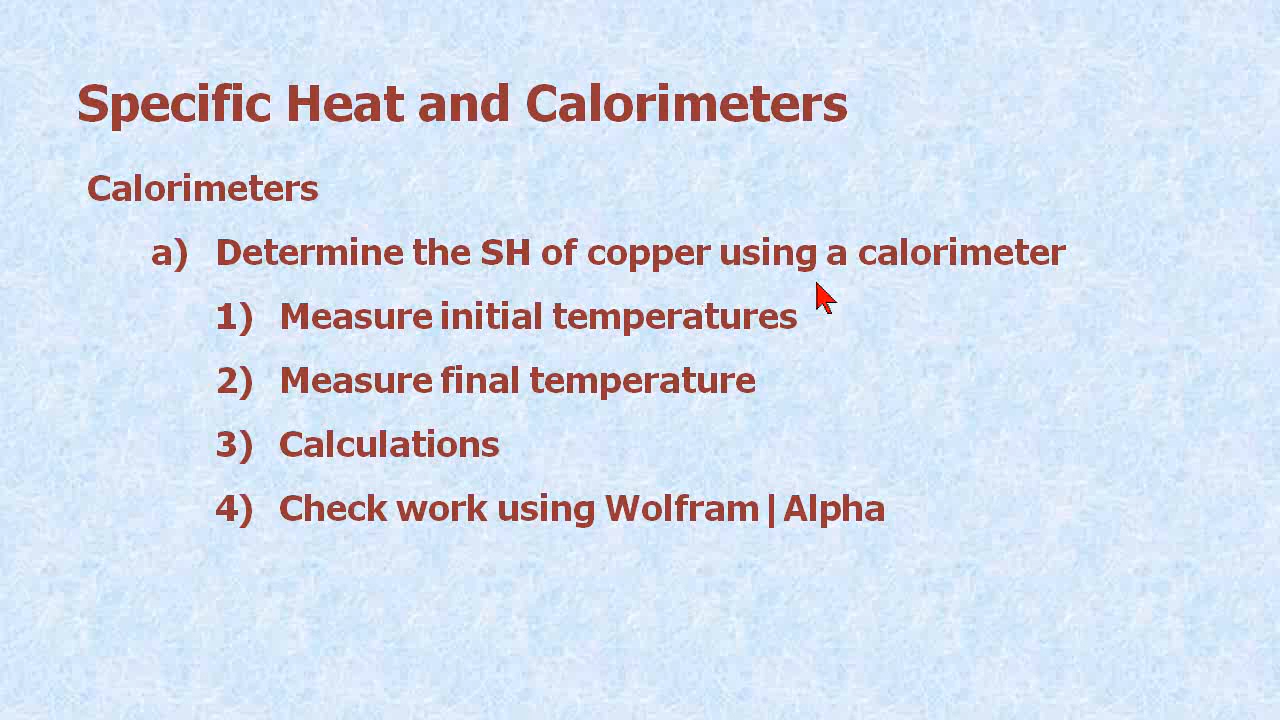 Specific Heat and Calorimeters
Calorimeters
a) Determine the SH of copper using a calorimeter
1) Measure initial temperatures
2) Measure final temperature
3) Calculations
4) Check work using Wolfram|Alpha